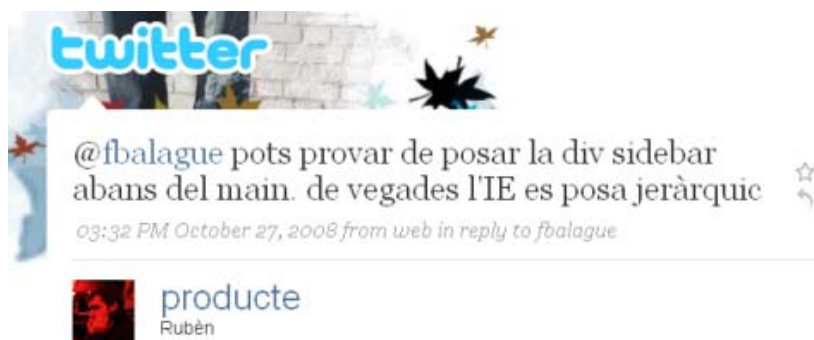 twitter
@fbalague pots provar de posar la div sidebar
abans del main. de vegades l'IE es posa jeràrquic
03:32 PM October 27, 2008 from web in reply to fbalague
producte
Rubèn